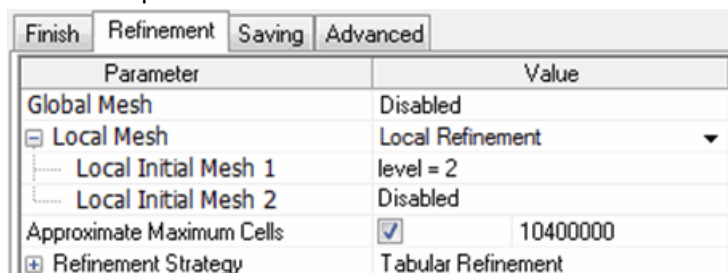 Finish Refinement Saving Advanced
Parameter Value
Global Mesh Disabled
Local Mesh Local Refinement
Local Initial Mesh 1 level = 2
Local Initial Mesh 2 Disabled
Approximate Maximum Cells 10400000
Refinement Strategy Tabular Refinement